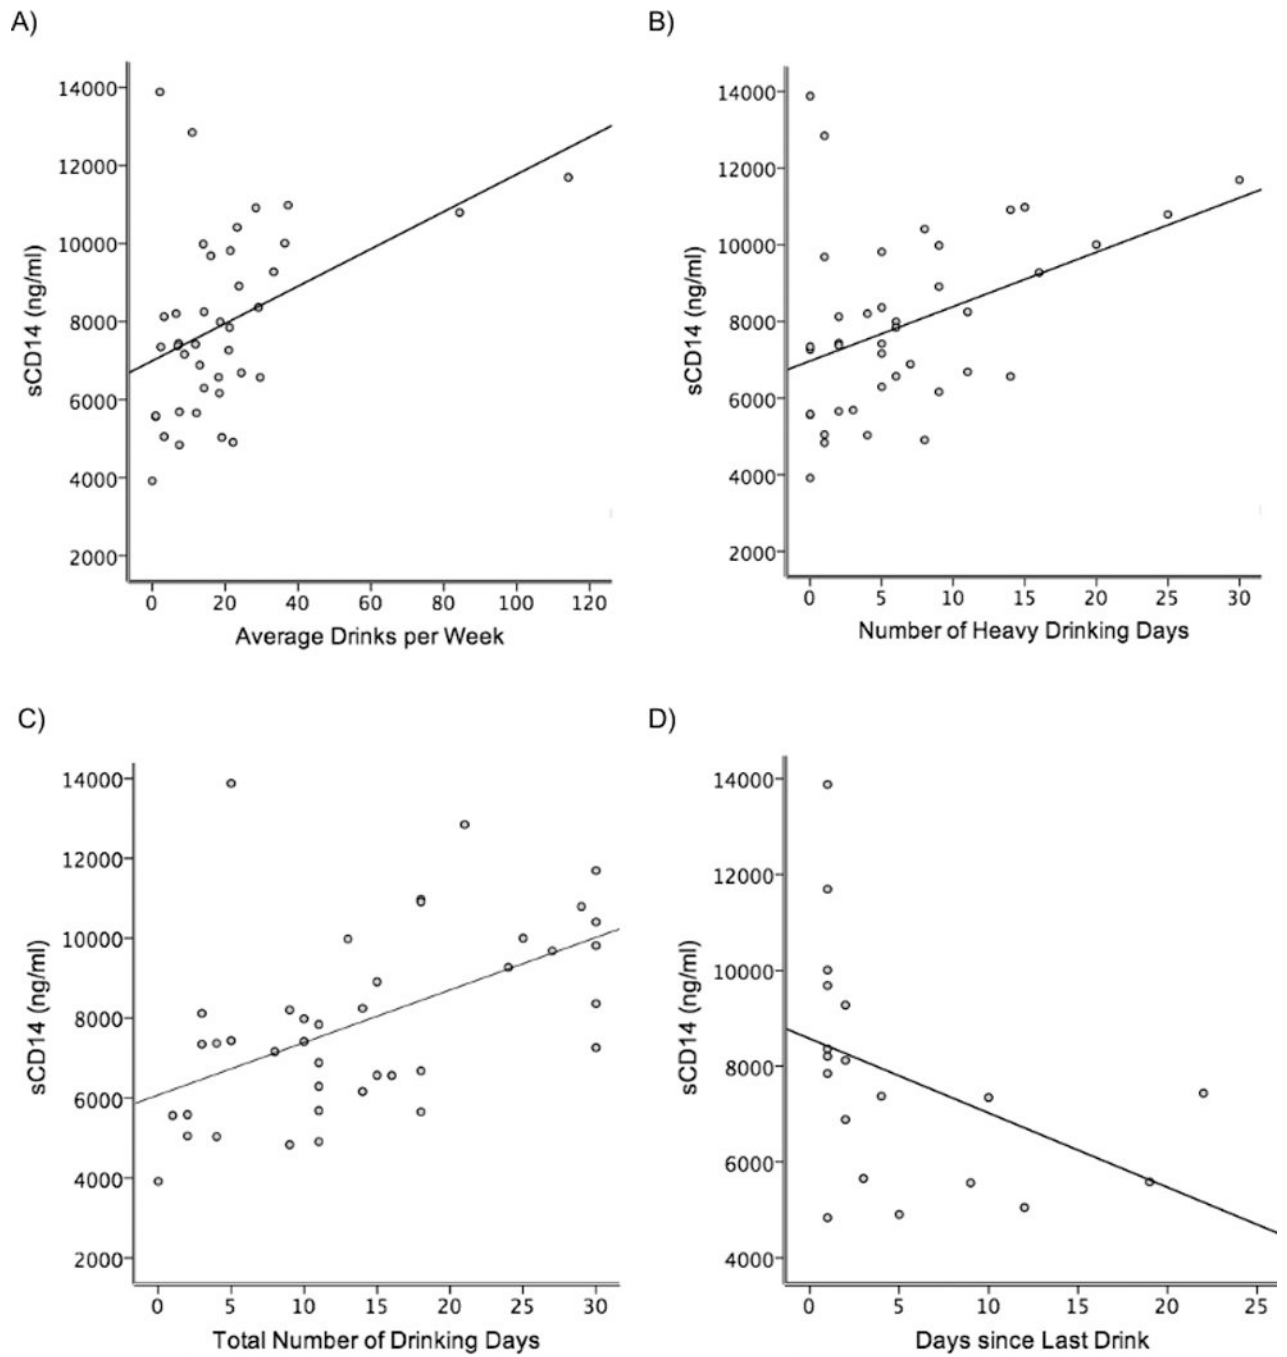 A)
14000
12000
10000
8000
6000
4000
2000
sCD14 (ng/ml)
0 20 40 60 80 100 120
Average Drinks per Week
B)
14000
12000
10000
8000
6000
4000
2000
sCD14 (ng/ml)
0 5 10 15 20 25 30
Number of Heavy Drinking Days
C)
14000
12000
10000
8000
6000
4000
2000
sCD14 (ng/ml)
0 5 10 15 20 25 30
Total Number of Drinking Days
D)
14000
12000
10000
8000
6000
4000
sCD14 (ng/ml)
0 5 10 15 20 25
Days since Last Drink